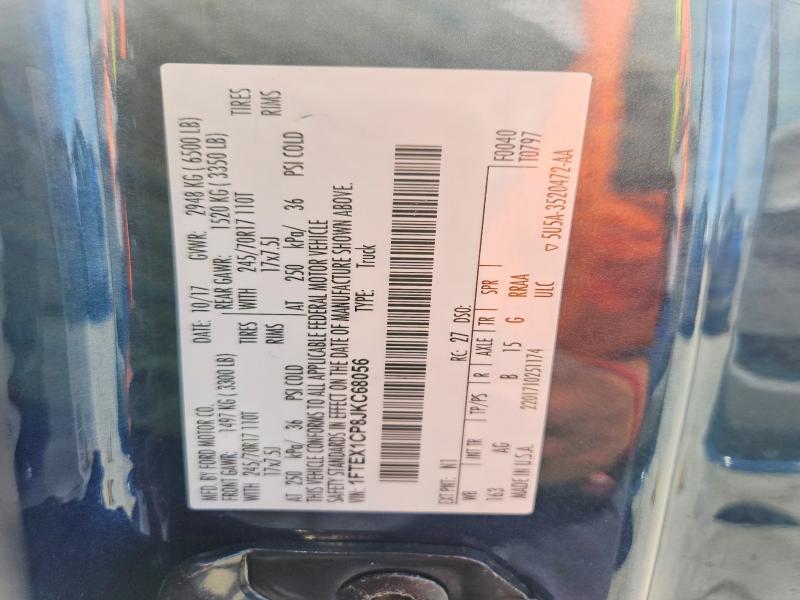 MFD. BY FORD MOTOR CO.
DATE: 10/17 GVWR: 2948 KG ( 6500 LB)
FRONT GAWR: 1497 KG ( 3300 LB) REAR GAWR: 1520 KG ( 3350 LB)
WITH 245/70R17 110T TIRES WITH 245/70R17 110T TIRES
17x7.5J RIMS 17x7.5J RIMS
AT 250 kPa/ 36 PSI COLD AT 250 kPa/ 36 PSI COLD
THIS VEHICLE CONFORMS TO ALL APPLICABLE FEDERAL MOTOR VEHICLE
SAFETY STANDARDS IN EFFECT ON THE DATE OF MANUFACTURE SHOWN ABOVE.
VIN: 1FTEX1CP8JKC68056 TYPE: Truck
F0040
T0797
EXT PNT: N1 RC: 27 DSO:
WB INT TR TP/PS R AXLE TR SPR
163 AG B 15 G RRAA
2201710251174 ULC
MADE IN U.S.A. ▽ 5U5A-3520472-AA